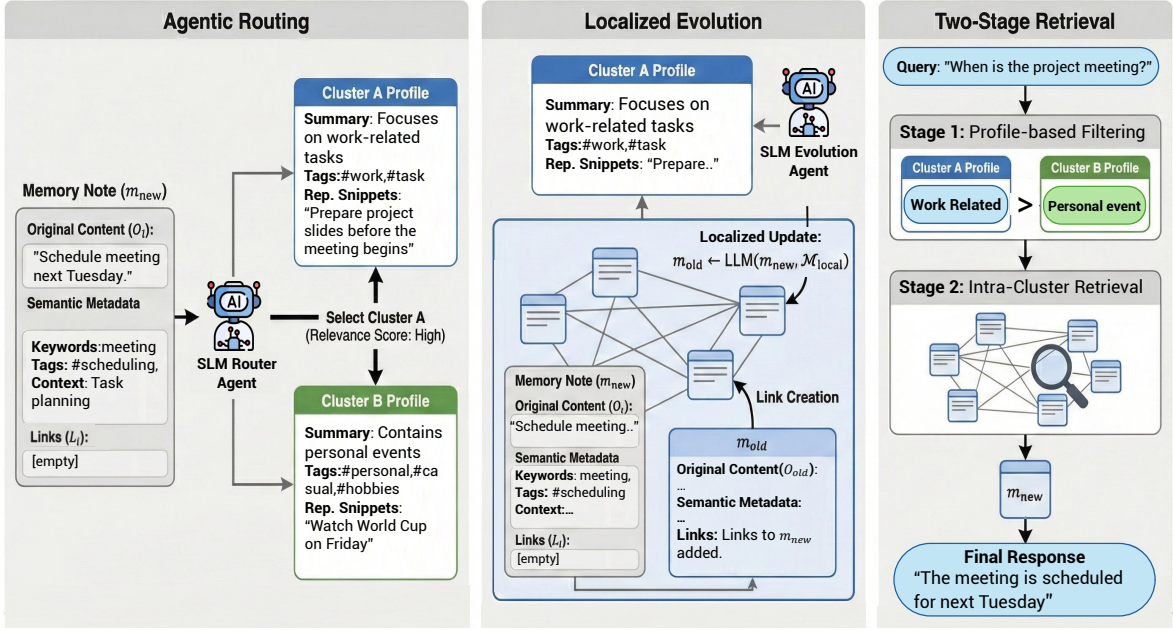 Agentic Routing
Memory Note (m_new)
Original Content (O_i):
"Schedule meeting
next Tuesday."
Semantic Metadata
Keywords:meeting
Tags: #scheduling,
Context: Task
planning
Links (L_i):
[empty]
AI
SLM Router
Agent
Cluster A Profile
Summary: Focuses
on work-related
tasks
Tags:#work,#task
Rep. Snippets:
"Prepare project
slides before the
meeting begins"
Select Cluster A
(Relevance Score: High)
Cluster B Profile
Summary: Contains
personal events
Tags:#personal,#ca
sual,#hobbies
Rep. Snippets:
"Watch World Cup
on Friday"
Localized Evolution
Cluster A Profile
Summary: Focuses on
work-related tasks
Tags:#work,#task
Rep. Snippets: "Prepare.."
AI
SLM Evolution
Agent
Localized Update:
m_old ← LLM(m_new, M_local)
Memory Note (m_new)
Original Content (O_i):
"Schedule meeting.."
Semantic Metadata
Keywords: meeting,
Tags: #scheduling
Context:...
Links (L_i):
[empty]
Link Creation
m_old
Original Content(O_old):
...
Semantic Metadata:
...
Links: Links to m_new
added.
Two-Stage Retrieval
Query: "When is the project meeting?"
Stage 1: Profile-based Filtering
Cluster A Profile
Work Related
>
Cluster B Profile
Personal event
Stage 2: Intra-Cluster Retrieval
m_new
Final Response
"The meeting is scheduled
for next Tuesday"